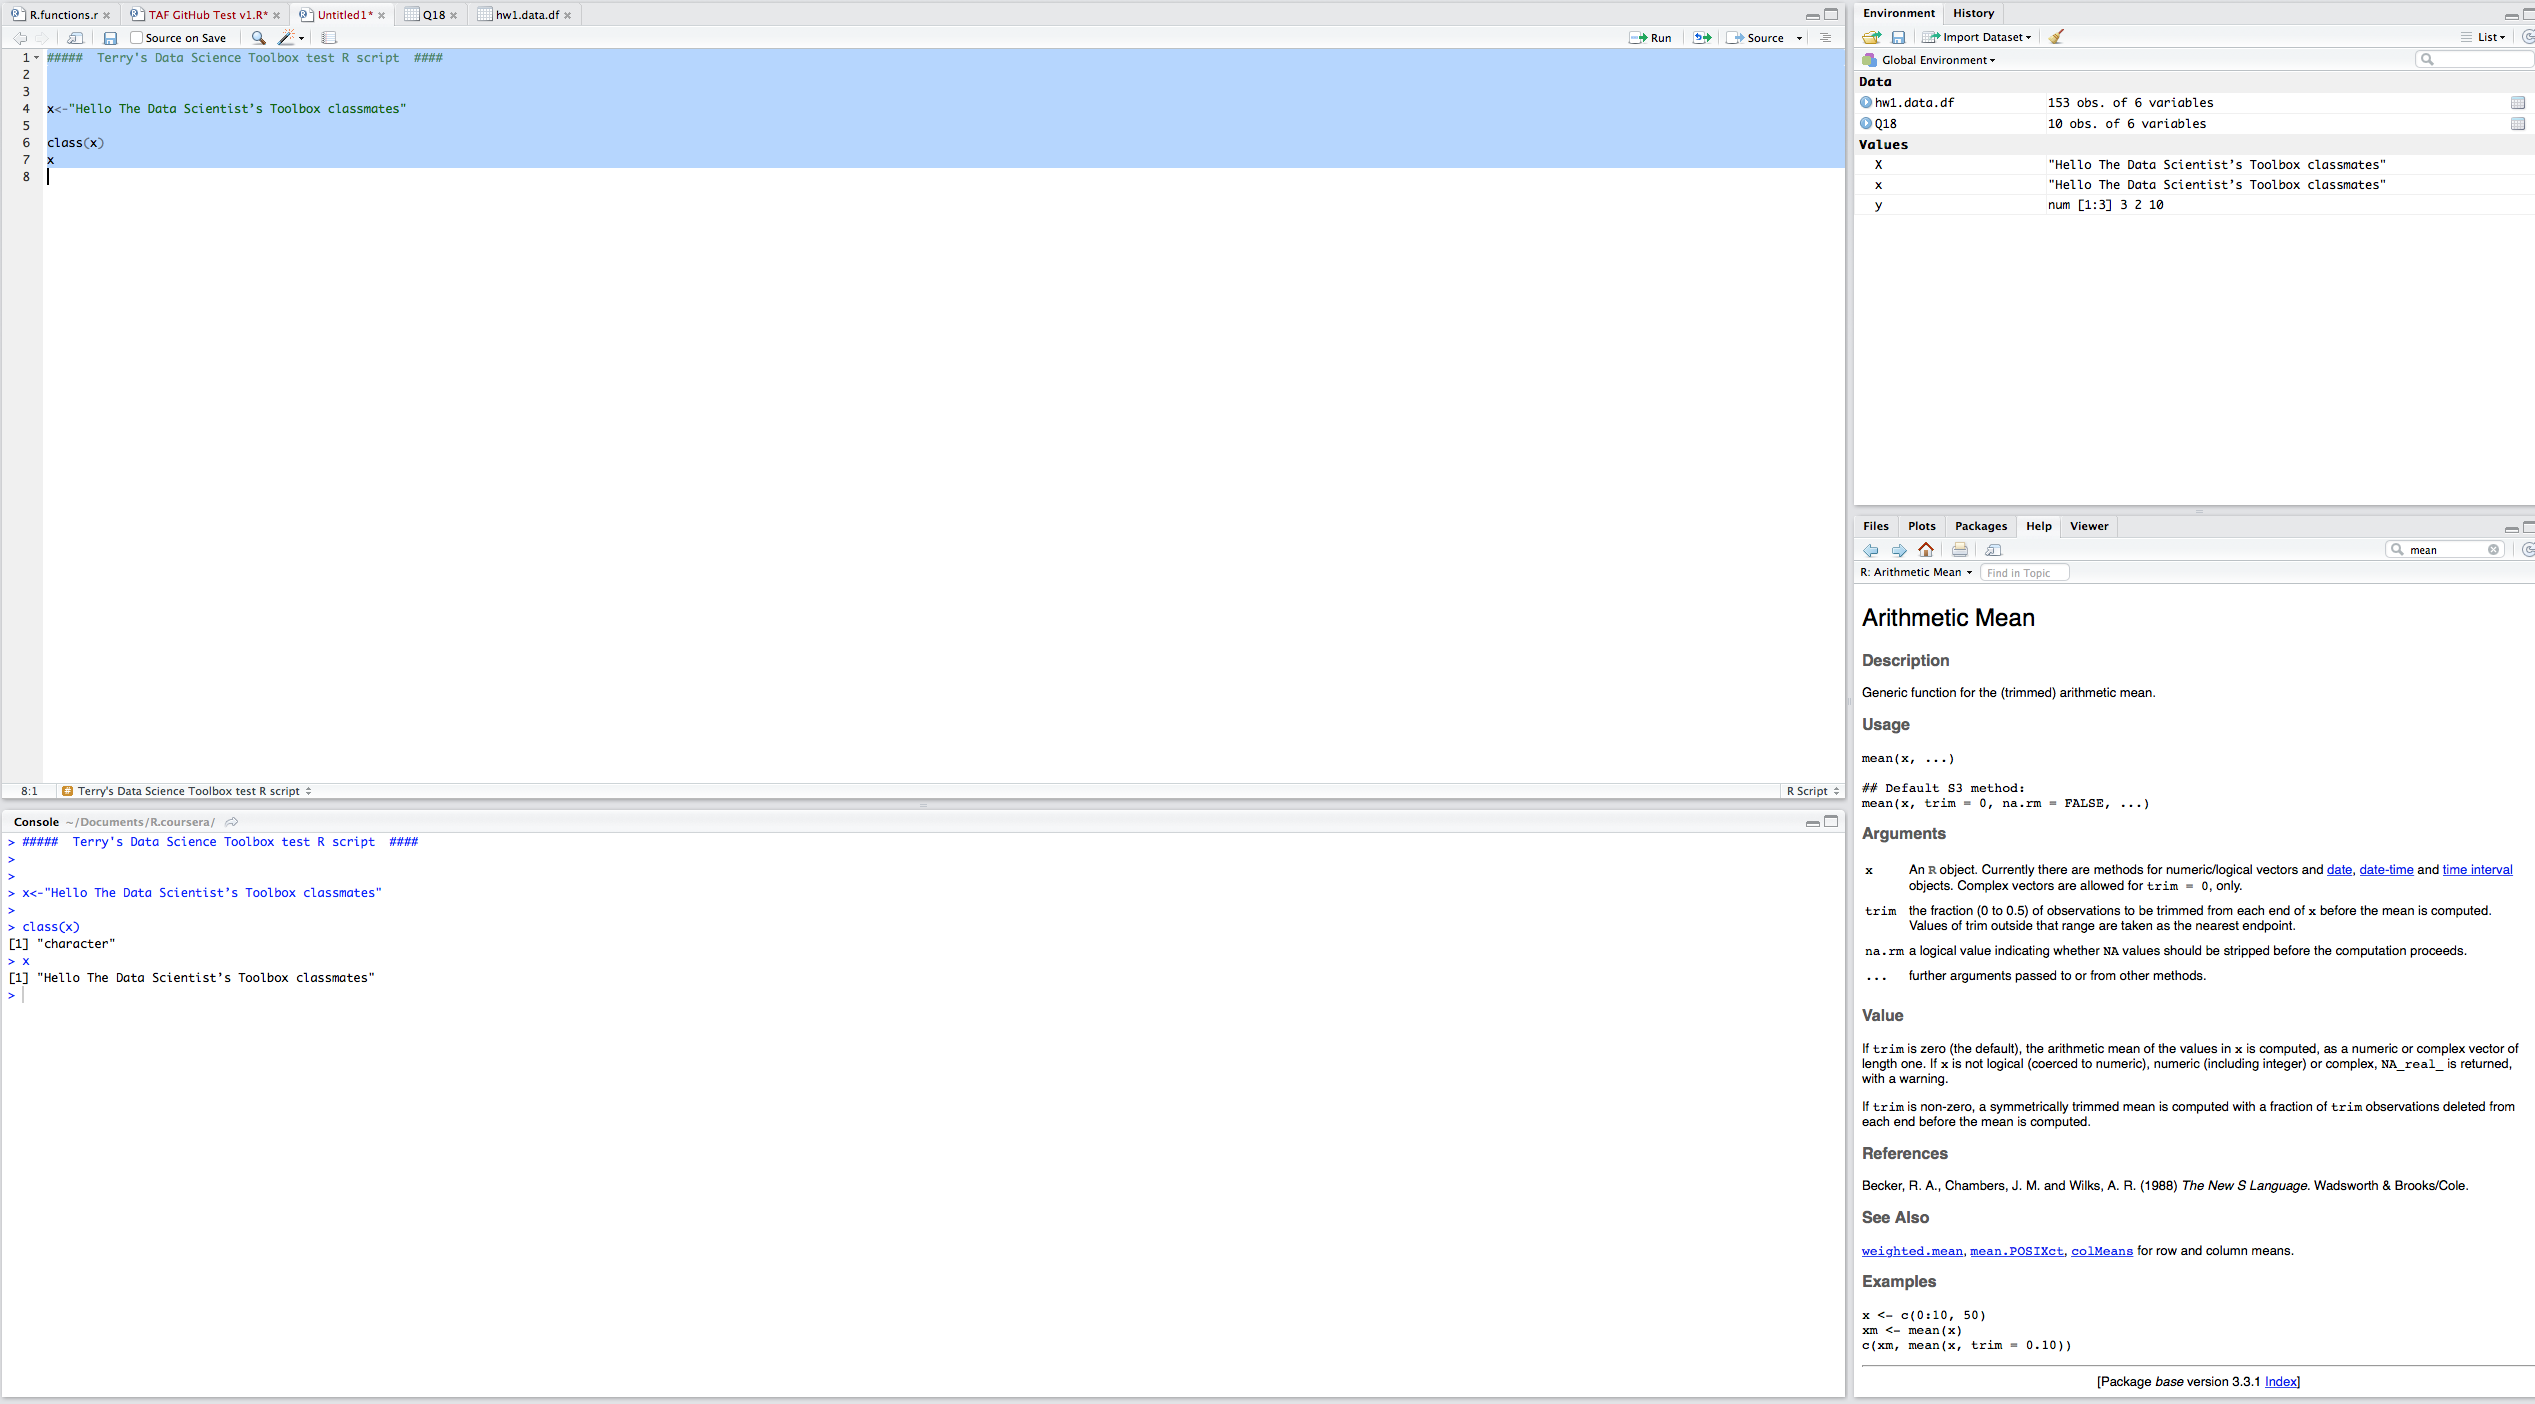 R.functions.r TAF GitHub Test v1.R* Untitled1* Q18 hw1.data.df
Source on Save Run Source
1 ##### Terry's Data Science Toolbox test R script ####
2
3
4 x<-"Hello The Data Scientist’s Toolbox classmates"
5
6 class(x)
7 x
8
8:1 # Terry's Data Science Toolbox test R script R Script
Console ~/Documents/R.coursera/
> ##### Terry's Data Science Toolbox test R script ####
>
>
> x<-"Hello The Data Scientist’s Toolbox classmates"
>
> class(x)
[1] "character"
> x
[1] "Hello The Data Scientist’s Toolbox classmates"
>
Environment History
Import Dataset List
Global Environment
Data
hw1.data.df 153 obs. of 6 variables
Q18 10 obs. of 6 variables
Values
X "Hello The Data Scientist’s Toolbox classmates"
x "Hello The Data Scientist’s Toolbox classmates"
y num [1:3] 3 2 10
Files Plots Packages Help Viewer
mean
R: Arithmetic Mean Find in Topic
Arithmetic Mean
Description
Generic function for the (trimmed) arithmetic mean.
Usage
mean(x, ...)
## Default S3 method:
mean(x, trim = 0, na.rm = FALSE, ...)
Arguments
x An R object. Currently there are methods for numeric/logical vectors and date, date-time and time interval
objects. Complex vectors are allowed for trim = 0, only.
trim the fraction (0 to 0.5) of observations to be trimmed from each end of x before the mean is computed.
Values of trim outside that range are taken as the nearest endpoint.
na.rm a logical value indicating whether NA values should be stripped before the computation proceeds.
... further arguments passed to or from other methods.
Value
If trim is zero (the default), the arithmetic mean of the values in x is computed, as a numeric or complex vector of
length one. If x is not logical (coerced to numeric), numeric (including integer) or complex, NA_real_ is returned,
with a warning.
If trim is non-zero, a symmetrically trimmed mean is computed with a fraction of trim observations deleted from
each end before the mean is computed.
References
Becker, R. A., Chambers, J. M. and Wilks, A. R. (1988) The New S Language. Wadsworth & Brooks/Cole.
See Also
weighted.mean, mean.POSIXct, colMeans for row and column means.
Examples
x <- c(0:10, 50)
xm <- mean(x)
c(xm, mean(x, trim = 0.10))
[Package base version 3.3.1 Index]